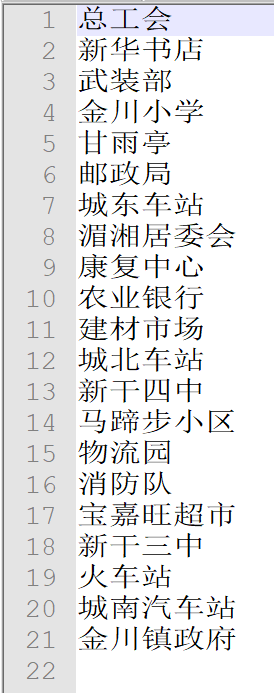 1 总工会
2 新华书店
3 武装部
4 金川小学
5 甘雨亭
6 邮政局
7 城东车站
8 湄湘居委会
9 康复中心
10 农业银行
11 建材市场
12 城北车站
13 新干四中
14 马蹄步小区
15 物流园
16 消防队
17 宝嘉旺超市
18 新干三中
19 火车站
20 城南汽车站
21 金川镇政府
22